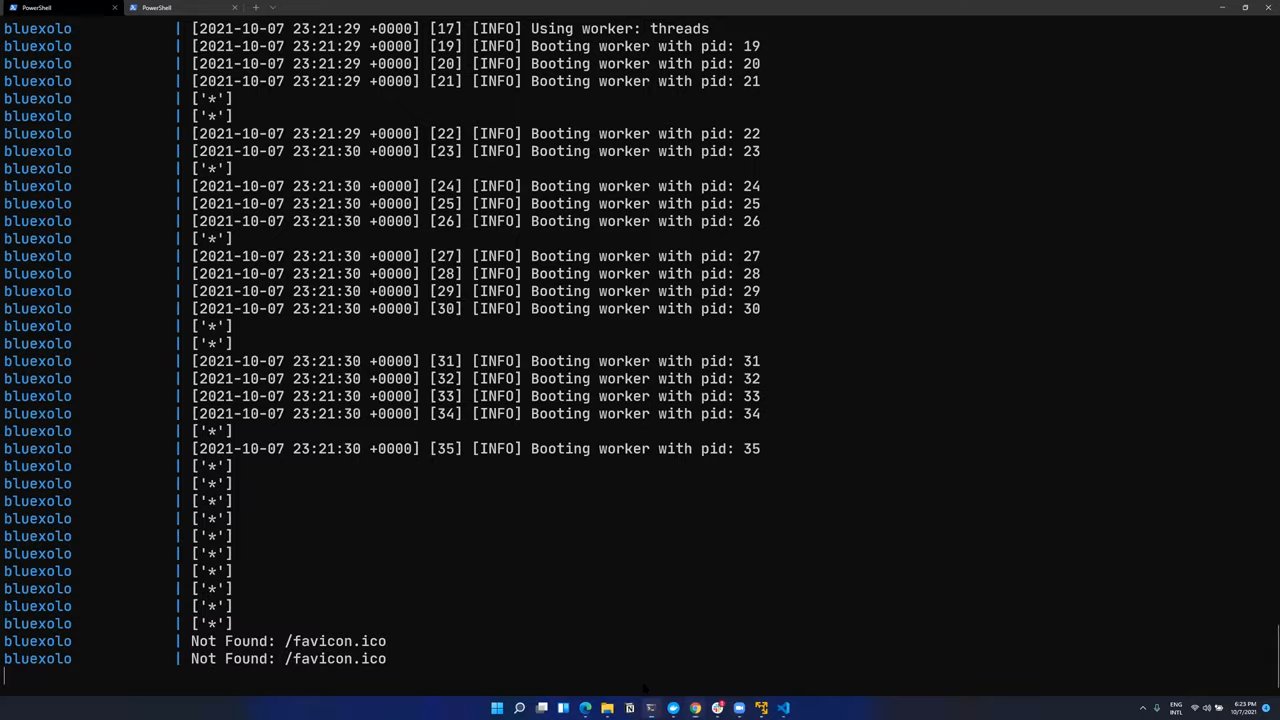 PowerShell
PowerShell
bluexolo | [2021-10-07 23:21:29 +0000] [17] [INFO] Using worker: threads
bluexolo | [2021-10-07 23:21:29 +0000] [19] [INFO] Booting worker with pid: 19
bluexolo | [2021-10-07 23:21:29 +0000] [20] [INFO] Booting worker with pid: 20
bluexolo | [2021-10-07 23:21:29 +0000] [21] [INFO] Booting worker with pid: 21
bluexolo | ['*']
bluexolo | ['*']
bluexolo | [2021-10-07 23:21:29 +0000] [22] [INFO] Booting worker with pid: 22
bluexolo | [2021-10-07 23:21:30 +0000] [23] [INFO] Booting worker with pid: 23
bluexolo | ['*']
bluexolo | [2021-10-07 23:21:30 +0000] [24] [INFO] Booting worker with pid: 24
bluexolo | [2021-10-07 23:21:30 +0000] [25] [INFO] Booting worker with pid: 25
bluexolo | [2021-10-07 23:21:30 +0000] [26] [INFO] Booting worker with pid: 26
bluexolo | ['*']
bluexolo | [2021-10-07 23:21:30 +0000] [27] [INFO] Booting worker with pid: 27
bluexolo | [2021-10-07 23:21:30 +0000] [28] [INFO] Booting worker with pid: 28
bluexolo | [2021-10-07 23:21:30 +0000] [29] [INFO] Booting worker with pid: 29
bluexolo | [2021-10-07 23:21:30 +0000] [30] [INFO] Booting worker with pid: 30
bluexolo | ['*']
bluexolo | ['*']
bluexolo | [2021-10-07 23:21:30 +0000] [31] [INFO] Booting worker with pid: 31
bluexolo | [2021-10-07 23:21:30 +0000] [32] [INFO] Booting worker with pid: 32
bluexolo | [2021-10-07 23:21:30 +0000] [33] [INFO] Booting worker with pid: 33
bluexolo | [2021-10-07 23:21:30 +0000] [34] [INFO] Booting worker with pid: 34
bluexolo | ['*']
bluexolo | [2021-10-07 23:21:30 +0000] [35] [INFO] Booting worker with pid: 35
bluexolo | ['*']
bluexolo | ['*']
bluexolo | ['*']
bluexolo | ['*']
bluexolo | ['*']
bluexolo | ['*']
bluexolo | ['*']
bluexolo | ['*']
bluexolo | ['*']
bluexolo | ['*']
bluexolo | Not Found: /favicon.ico
bluexolo | Not Found: /favicon.ico
ENG
INTL
6:23 PM
10/7/2021